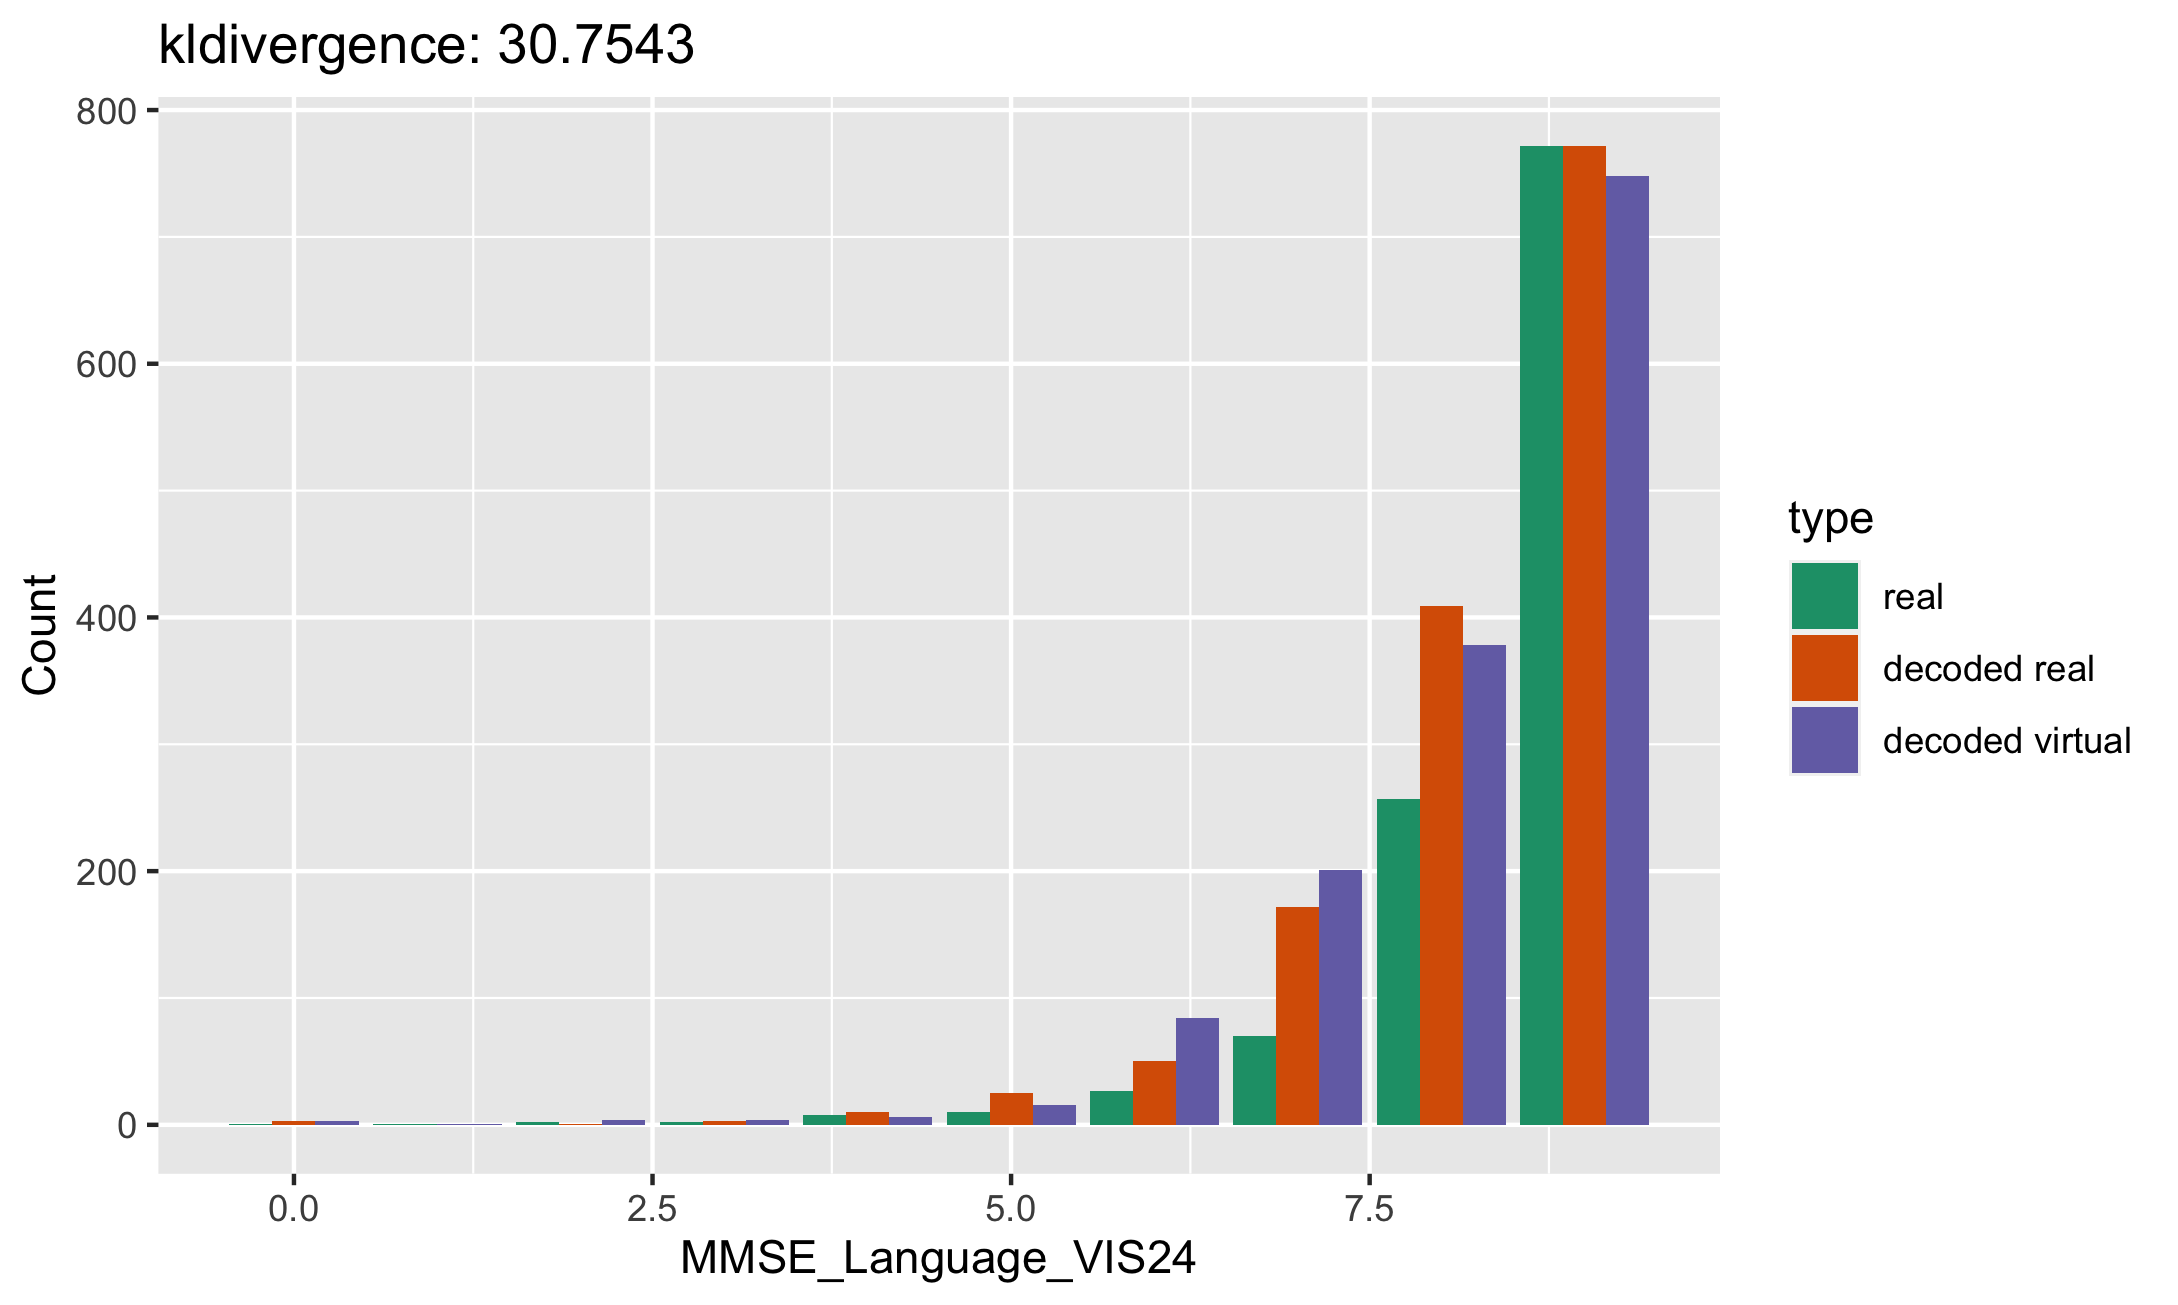 kldivergence: 30.7543
800
600
400
200
0
Count
0.0
2.5
5.0
7.5
MMSE_Language_VIS24
type
real
decoded real
decoded virtual